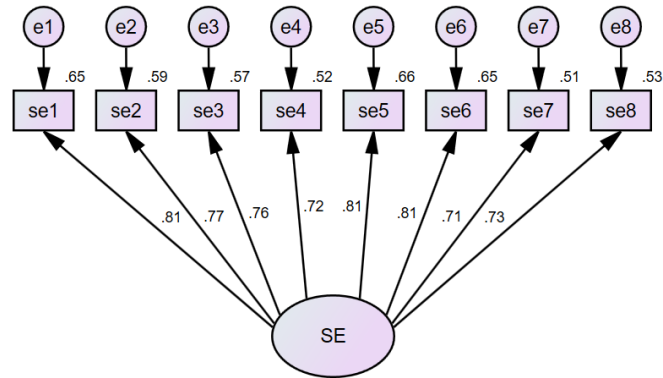 e1 e2 e3 e4 e5 e6 e7 e8
.65 .59 .57 .52 .66 .65 .51 .53
se1 se2 se3 se4 se5 se6 se7 se8
.81 .77 .76 .72 .81 .81 .71 .73
SE